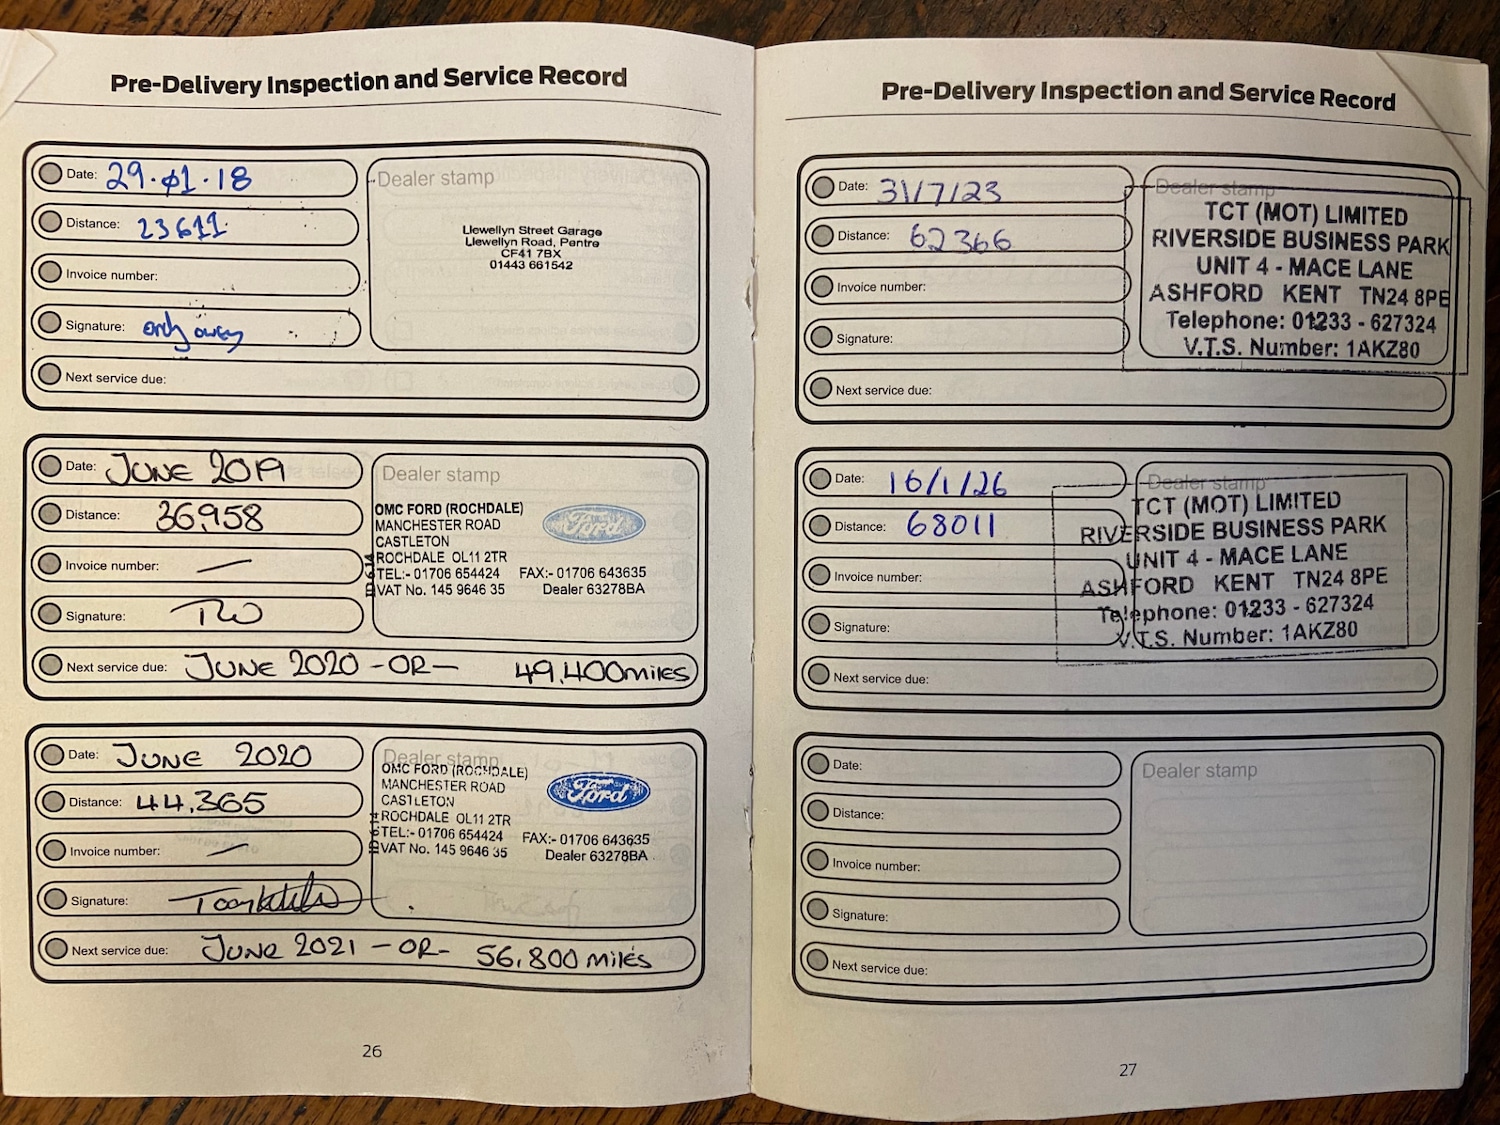 Pre-Delivery Inspection and Service Record
Date: 29.01.18
Distance: 23611
Invoice number:
Signature:
Next service due:
Dealer stamp
Llewellyn Street Garage
Llewellyn Road, Pentre
CF41 7BX
01443 661542
Date: JUNE 2019
Distance: 36,958
Invoice number: —
Signature: TW
Next service due: JUNE 2020 -OR- 49,400miles
Dealer stamp
OMC FORD (ROCHDALE)
MANCHESTER ROAD
CASTLETON
ROCHDALE OL11 2TR
TEL:- 01706 654424 FAX:- 01706 643635
VAT No. 145 9646 35 Dealer 63278BA
Ford
ID 6.14
Date: JUNE 2020
Distance: 44,365
Invoice number: —
Signature:
Next service due: JUNE 2021 -OR- 56,800 miles
Dealer stamp
OMC FORD (ROCHDALE)
MANCHESTER ROAD
CASTLETON
ROCHDALE OL11 2TR
TEL:- 01706 654424 FAX:- 01706 643635
VAT No. 145 9646 35 Dealer 63278BA
Ford
ID 6.14
26
Pre-Delivery Inspection and Service Record
Date: 31/7/23
Distance: 62366
Invoice number:
Signature:
Next service due:
Dealer stamp
TCT (MOT) LIMITED
RIVERSIDE BUSINESS PARK
UNIT 4 - MACE LANE
ASHFORD KENT TN24 8PE
Telephone: 01233 - 627324
V.T.S. Number: 1AKZ80
Date: 16/1/26
Distance: 68011
Invoice number:
Signature:
Next service due:
Dealer stamp
TCT (MOT) LIMITED
RIVERSIDE BUSINESS PARK
UNIT 4 - MACE LANE
ASHFORD KENT TN24 8PE
Telephone: 01233 - 627324
V.T.S. Number: 1AKZ80
Date:
Distance:
Invoice number:
Signature:
Next service due:
Dealer stamp
27